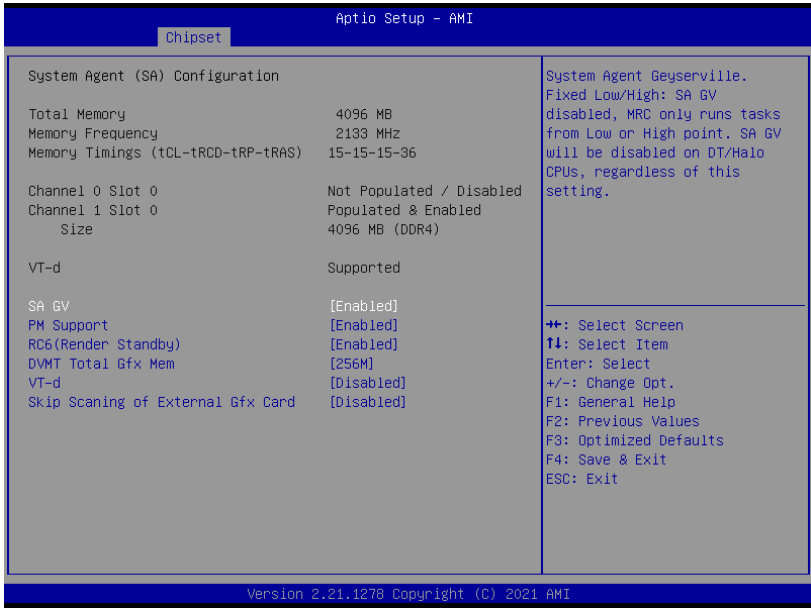 Aptio Setup – AMI
Chipset
System Agent (SA) Configuration
Total Memory 4096 MB
Memory Frequency 2133 MHz
Memory Timings (tCL-tRCD-tRP-tRAS) 15-15-15-36
Channel 0 Slot 0 Not Populated / Disabled
Channel 1 Slot 0 Populated & Enabled
Size 4096 MB (DDR4)
VT-d Supported
SA GV [Enabled]
PM Support [Enabled]
RC6(Render Standby) [Enabled]
DVMT Total Gfx Mem [256M]
VT-d [Disabled]
Skip Scaning of External Gfx Card [Disabled]
System Agent Geyserville.
Fixed Low/High: SA GV
disabled, MRC only runs tasks
from Low or High point. SA GV
will be disabled on DT/Halo
CPUs, regardless of this
setting.
→←: Select Screen
↑↓: Select Item
Enter: Select
+/-: Change Opt.
F1: General Help
F2: Previous Values
F3: Optimized Defaults
F4: Save & Exit
ESC: Exit
Version 2.21.1278 Copyright (C) 2021 AMI